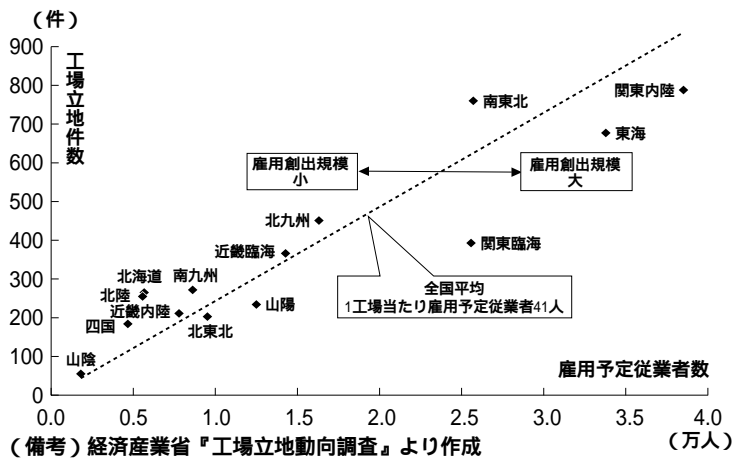 (件)
900
800
700
600
500
400
300
200
100
0
工場立地件数
南東北
関東内陸
東海
雇用創出規模
小
雇用創出規模
大
北九州
近畿臨海
関東臨海
北海道
南九州
北陸
近畿内陸
山陽
四国
北東北
山陰
全国平均
1工場当たり雇用予定従業者41人
雇用予定従業者数
0.0 0.5 1.0 1.5 2.0 2.5 3.0 3.5 4.0
(万人)
(備考)経済産業省『工場立地動向調査』より作成